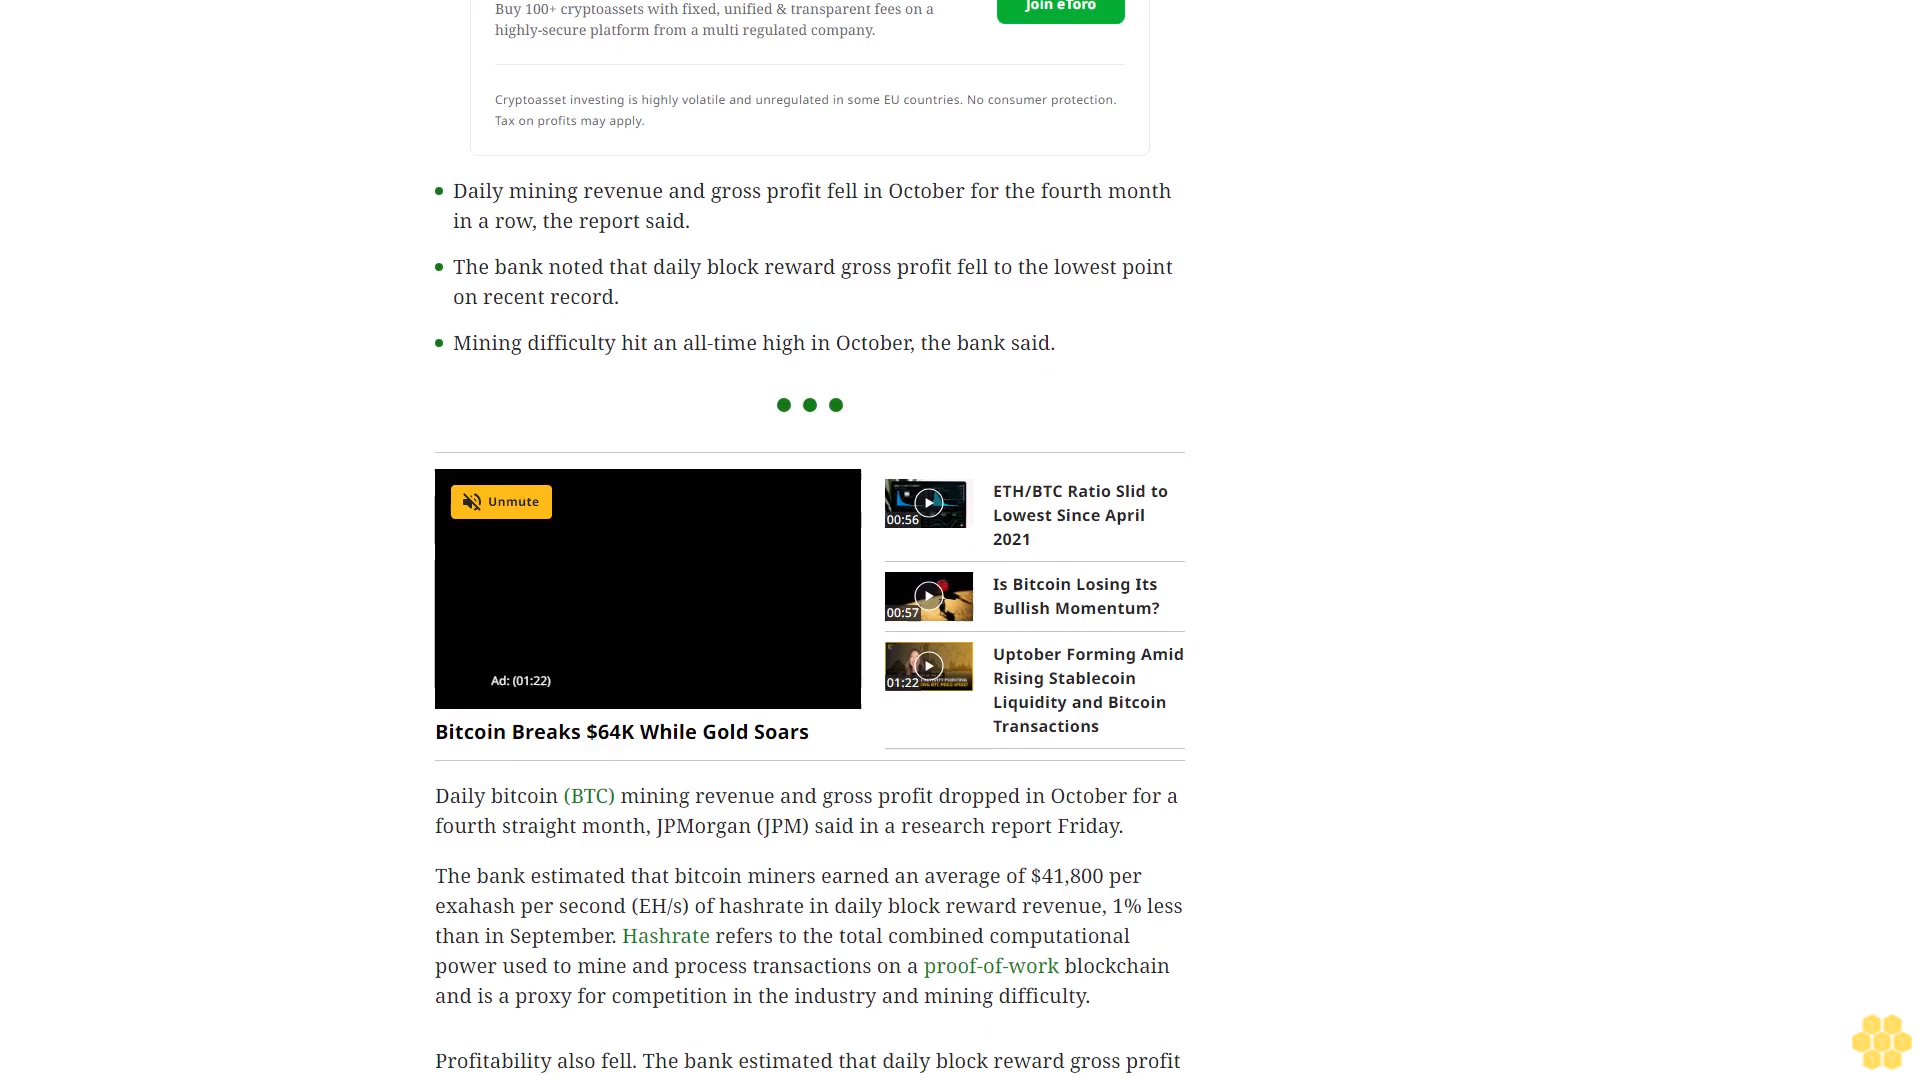 Buy 100+ cryptoassets with fixed, unified & transparent fees on a
highly-secure platform from a multi regulated company.
Join eToro
Cryptoasset investing is highly volatile and unregulated in some EU countries. No consumer protection.
Tax on profits may apply.
Daily mining revenue and gross profit fell in October for the fourth month
in a row, the report said.
The bank noted that daily block reward gross profit fell to the lowest point
on recent record.
Mining difficulty hit an all-time high in October, the bank said.
Unmute
Ad: (01:22)
Bitcoin Breaks $64K While Gold Soars
00:56
ETH/BTC Ratio Slid to
Lowest Since April
2021
00:57
Is Bitcoin Losing Its
Bullish Momentum?
01:22
Uptober Forming Amid
Rising Stablecoin
Liquidity and Bitcoin
Transactions
Daily bitcoin (BTC) mining revenue and gross profit dropped in October for a
fourth straight month, JPMorgan (JPM) said in a research report Friday.
The bank estimated that bitcoin miners earned an average of $41,800 per
exahash per second (EH/s) of hashrate in daily block reward revenue, 1% less
than in September. Hashrate refers to the total combined computational
power used to mine and process transactions on a proof-of-work blockchain
and is a proxy for competition in the industry and mining difficulty.
Profitability also fell. The bank estimated that daily block reward gross profit